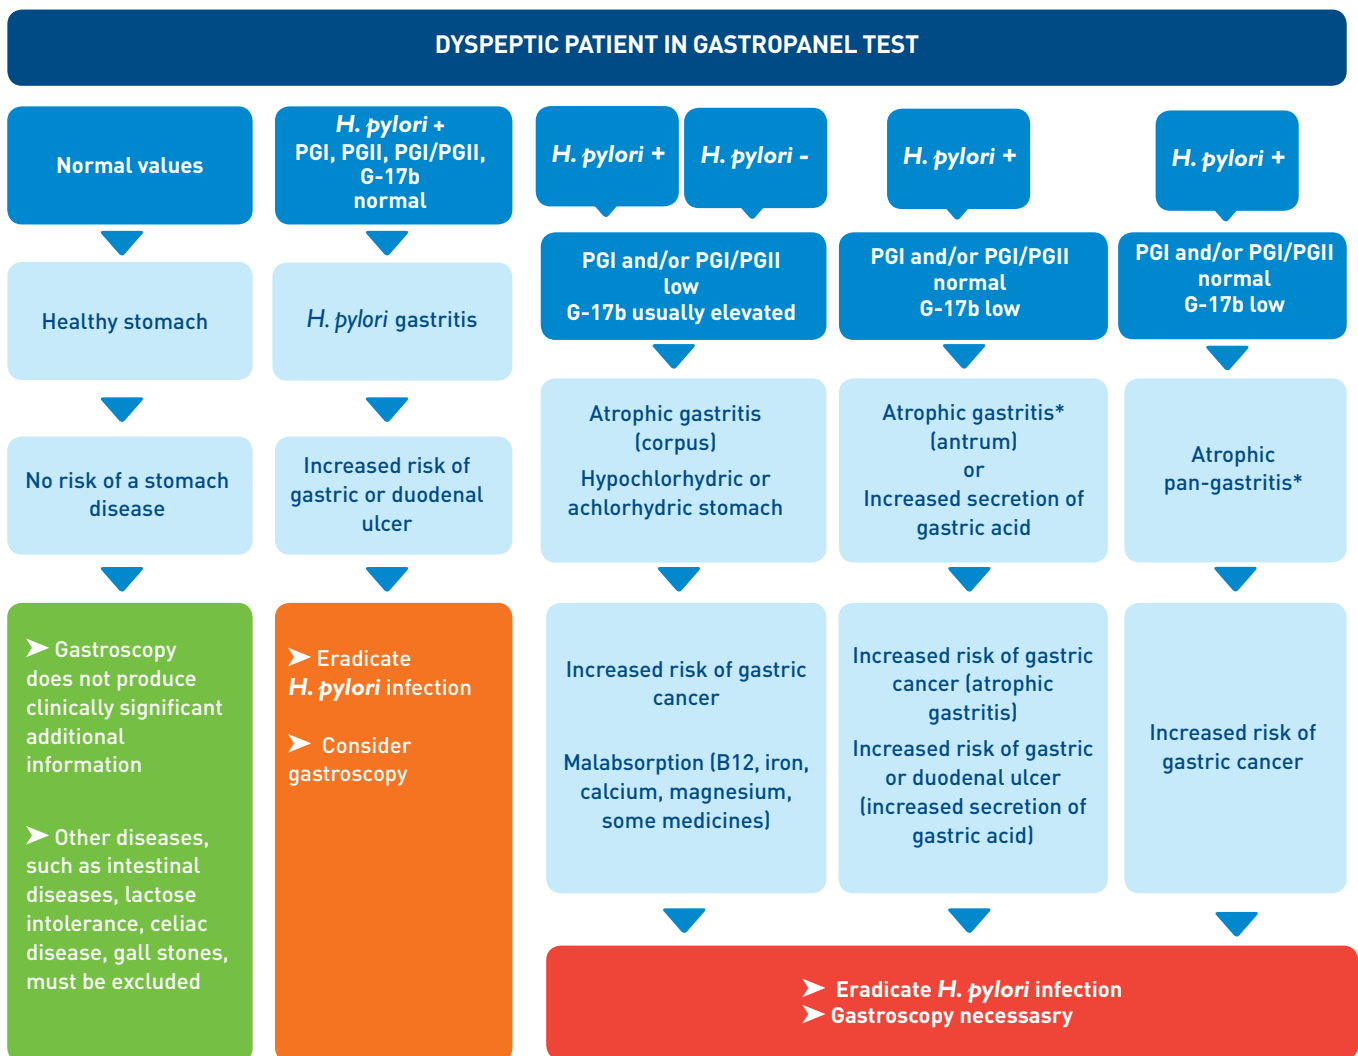 DYSPEPTIC PATIENT IN GASTROPANEL TEST
Normal values
Healthy stomach
No risk of a stomach
disease
➤ Gastroscopy
does not produce
clinically significant
additional
information
➤ Other diseases,
such as intestinal
diseases, lactose
intolerance, celiac
disease, gall stones,
must be excluded
H. pylori +
PGI, PGII, PGI/PGII,
G-17b
normal
H. pylori gastritis
Increased risk of
gastric or duodenal
ulcer
➤ Eradicate
H. pylori infection
➤ Consider
gastroscopy
H. pylori +
H. pylori -
PGI and/or PGI/PGII
low
G-17b usually elevated
Atrophic gastritis
(corpus)
Hypochlorhydric or
achlorhydric stomach
Increased risk of gastric
cancer
Malabsorption (B12, iron,
calcium, magnesium,
some medicines)
H. pylori +
PGI and/or PGI/PGII
normal
G-17b low
Atrophic gastritis*
(antrum)
or
Increased secretion of
gastric acid
Increased risk of gastric
cancer (atrophic
gastritis)
Increased risk of gastric
or duodenal ulcer
(increased secretion of
gastric acid)
H. pylori +
PGI and/or PGI/PGII
normal
G-17b low
Atrophic
pan-gastritis*
Increased risk of
gastric cancer
➤ Eradicate H. pylori infection
➤ Gastroscopy necessasry